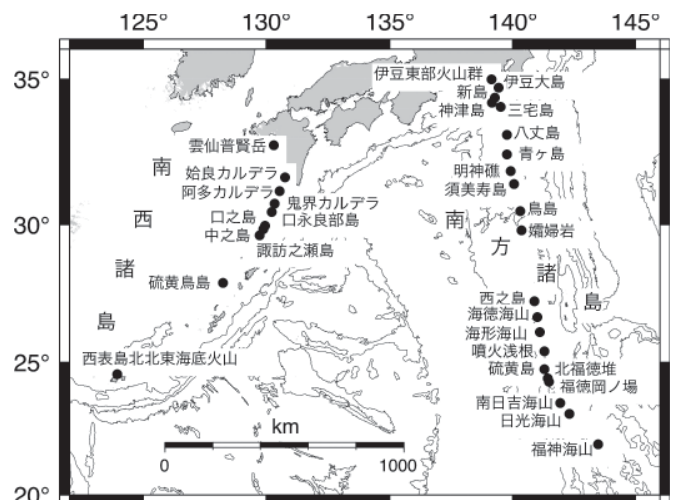 125° 130° 135° 140° 145°
35°
30°
25°
20°
伊豆東部火山群
伊豆大島
新島
神津島
三宅島
八丈島
青ヶ島
明神礁
須美寿島
鳥島
孀婦岩
南方諸島
西之島
海徳海山
海形海山
噴火浅根
硫黄島
北福徳堆
福徳岡ノ場
南日吉海山
日光海山
福神海山
雲仙普賢岳
姶良カルデラ
阿多カルデラ
鬼界カルデラ
口之島
口永良部島
中之島
諏訪之瀬島
硫黄鳥島
西表島北北東海底火山
南西諸島
km
0 1000